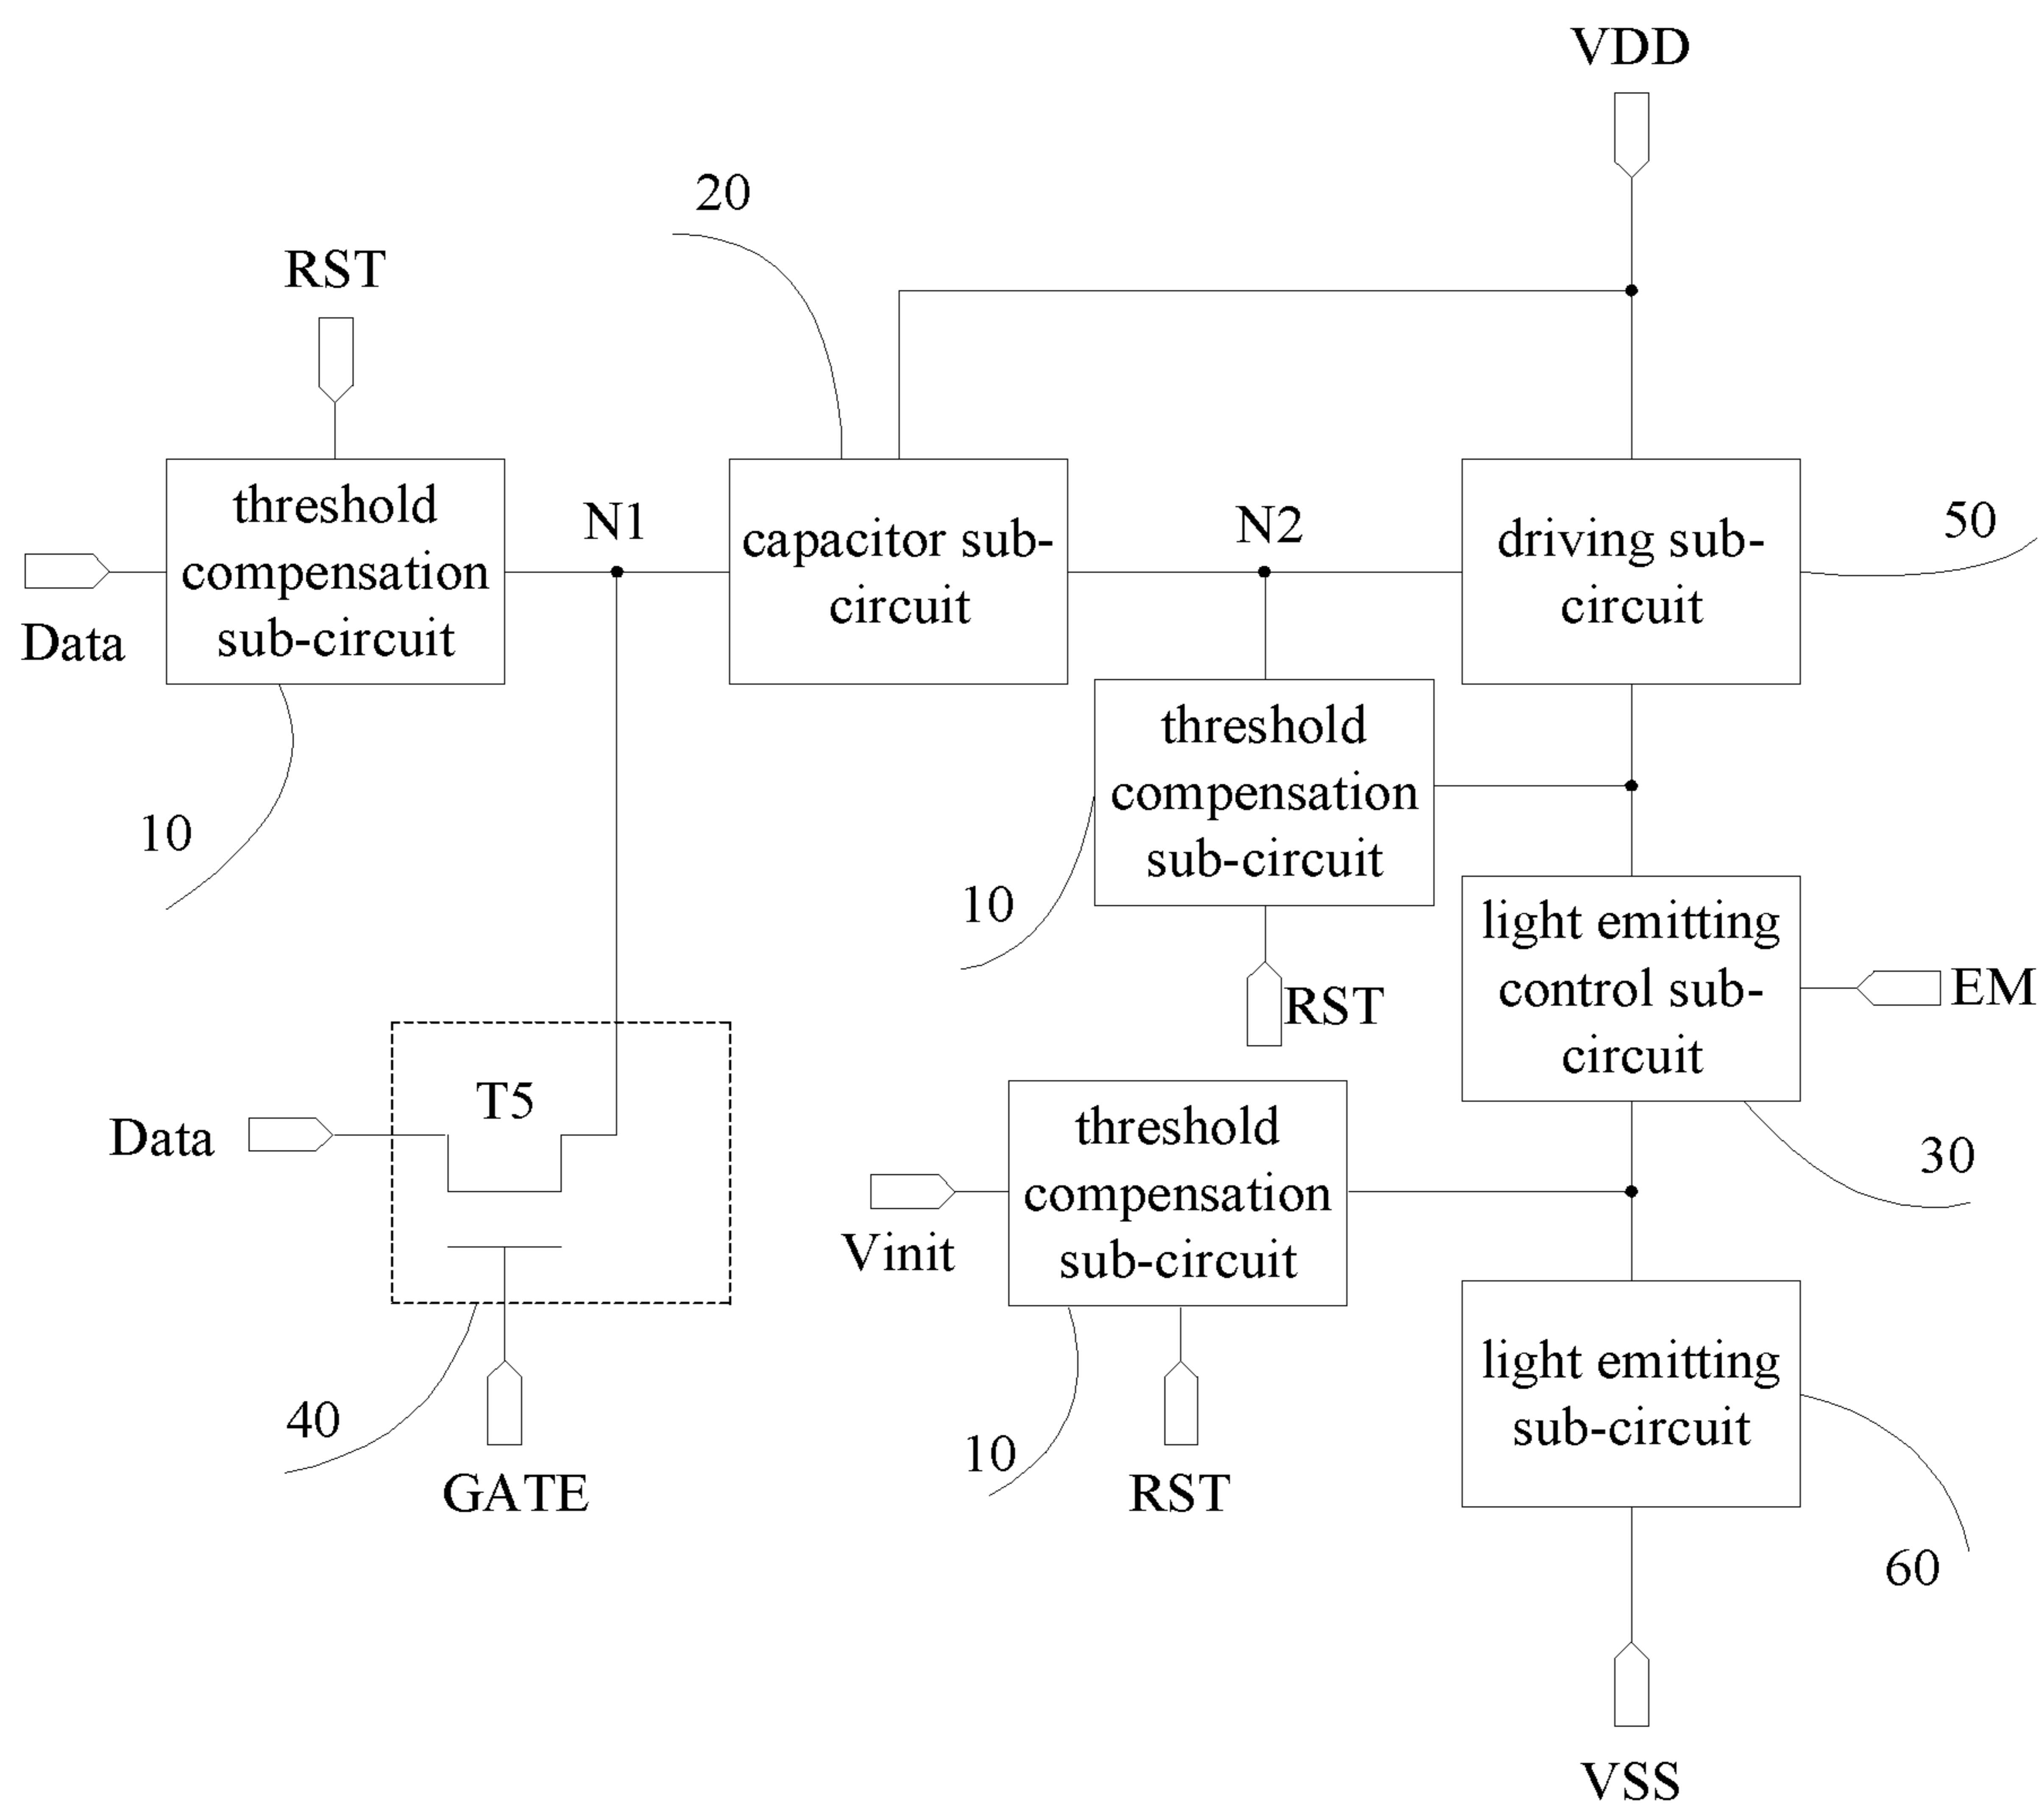 VDD
20
RST
threshold
compensation
sub-circuit
N1
capacitor sub-
circuit
N2
driving sub-
circuit
50
Data
10
threshold
compensation
sub-circuit
10
RST
light emitting
control sub-
circuit
EM
30
T5
Data
40
GATE
threshold
compensation
sub-circuit
Vinit
10
RST
light emitting
sub-circuit
60
VSS